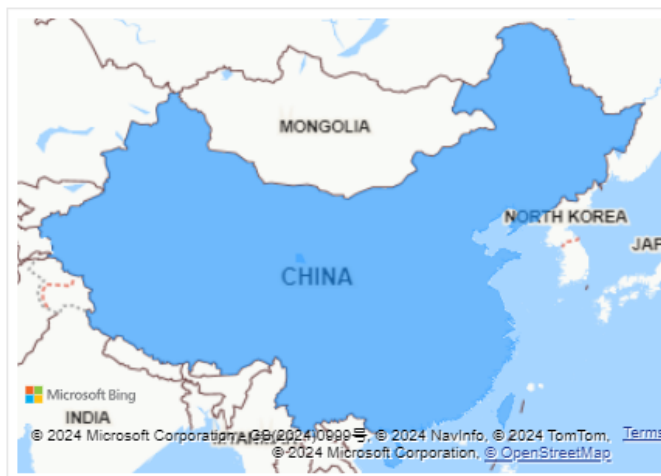 MONGOLIA
NORTH KOREA
JAP
CHINA
Microsoft Bing
INDIA
© 2024 Microsoft Corporation, GS(2024)0999号, © 2024 NavInfo, © 2024 TomTom, Terms
© 2024 Microsoft Corporation, © OpenStreetMap